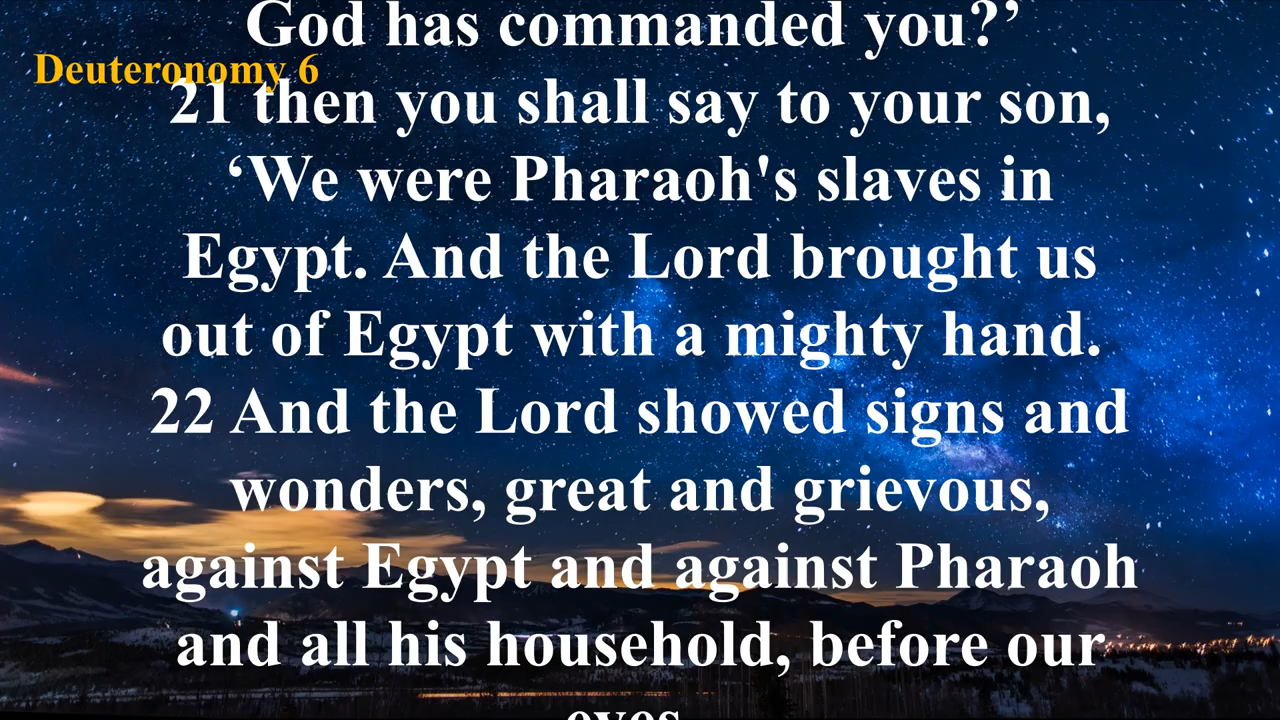 God has commanded you?’
Deuteronomy 6
21 then you shall say to your son,
‘We were Pharaoh's slaves in
Egypt. And the Lord brought us
out of Egypt with a mighty hand.
22 And the Lord showed signs and
wonders, great and grievous,
against Egypt and against Pharaoh
and all his household, before our
eyes.